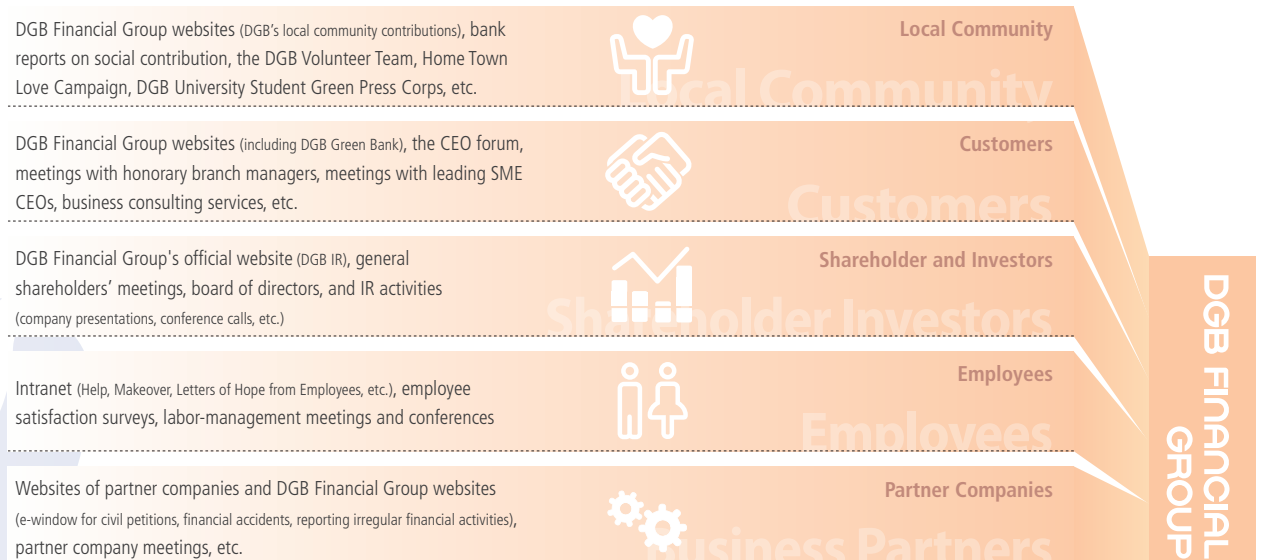 DGB Financial Group websites (DGB's local community contributions), bank
reports on social contribution, the DGB Volunteer Team, Home Town
Love Campaign, DGB University Student Green Press Corps, etc.
Local Community
Local Community
DGB Financial Group websites (including DGB Green Bank), the CEO forum,
meetings with honorary branch managers, meetings with leading SME
CEOs, business consulting services, etc.
Customers
Customers
DGB Financial Group's official website (DGB IR), general
shareholders' meetings, board of directors, and IR activities
(company presentations, conference calls, etc.)
Shareholder and Investors
Shareholder Investors
Intranet (Help, Makeover, Letters of Hope from Employees, etc.), employee
satisfaction surveys, labor-management meetings and conferences
Employees
Employees
Websites of partner companies and DGB Financial Group websites
(e-window for civil petitions, financial accidents, reporting irregular financial activities),
partner company meetings, etc.
Partner Companies
Business Partners
DGB FINANCIAL
GROUP